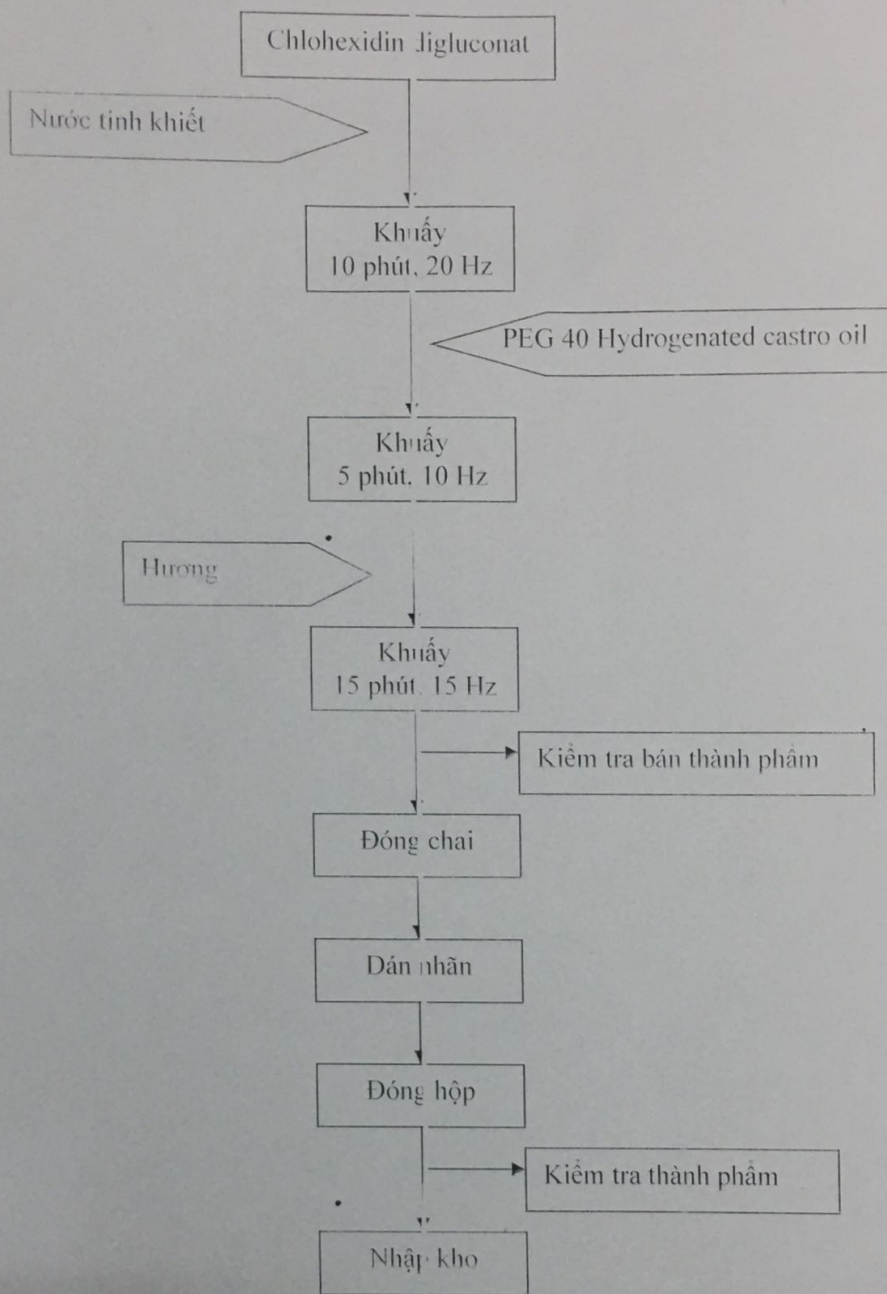 Chlohexidin digluconat
Nước tinh khiết
Khuấy
10 phút, 20 Hz
PEG 40 Hydrogenated castro oil
Khuấy
5 phút, 10 Hz
Hương
Khuấy
15 phút, 15 Hz
Kiểm tra bán thành phẩm
Đóng chai
Dán nhãn
Đóng hộp
Kiểm tra thành phẩm
Nhập kho